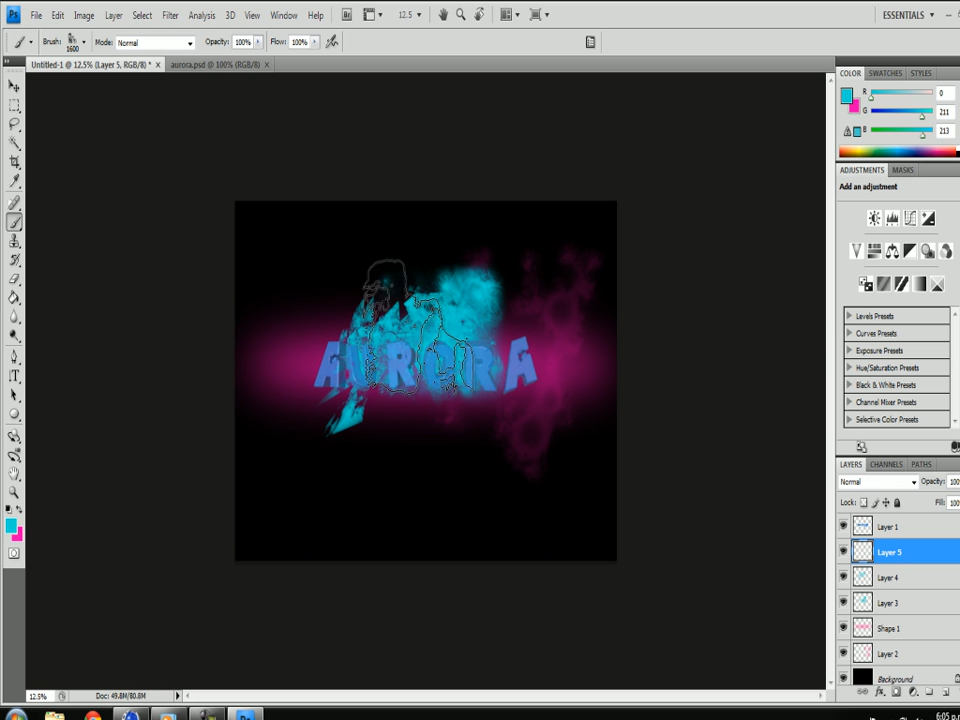 Ps File Edit Image Layer Select Filter Analysis 3D View Window Help Br 12.5 ESSENTIALS
Brush: 1600 Mode: Normal Opacity: 100% Flow: 100%
Untitled-1 @ 12.5% (Layer 5, RGB/8) * x aurora.psd @ 100% (RGB/8) x
COLOR SWATCHES STYLES
R 0
G 211
B 213
ADJUSTMENTS MASKS
Add an adjustment
Levels Presets
Curves Presets
Exposure Presets
Hue/Saturation Presets
Black & White Presets
Channel Mixer Presets
Selective Color Presets
AURORA
LAYERS CHANNELS PATHS
Normal Opacity: 100
Lock: Fill: 100
Layer 1
Layer 5
Layer 4
Layer 3
Shape 1
Layer 2
Background
12.5% Doc: 49.8M/80.8M
Ps 6:05 p.m